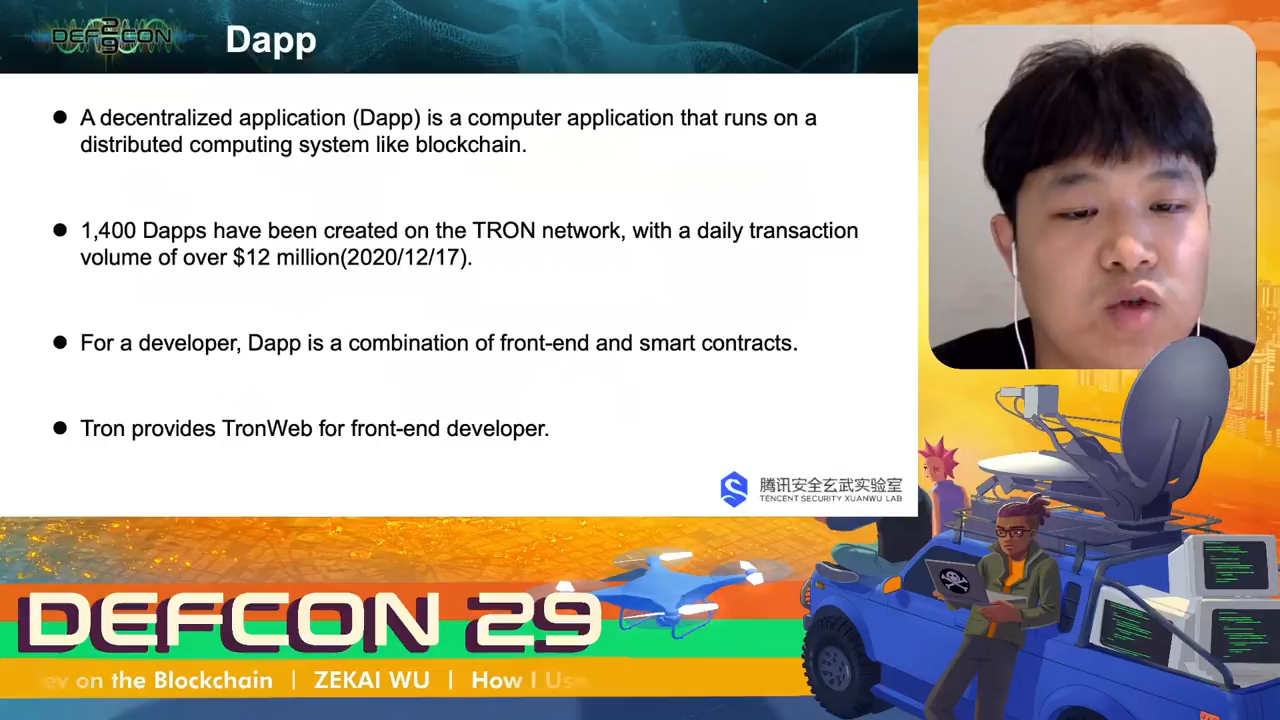 DEFCON
29
Dapp
● A decentralized application (Dapp) is a computer application that runs on a
distributed computing system like blockchain.
● 1,400 Dapps have been created on the TRON network, with a daily transaction
volume of over $12 million(2020/12/17).
● For a developer, Dapp is a combination of front-end and smart contracts.
● Tron provides TronWeb for front-end developer.
腾讯安全玄武实验室
TENCENT SECURITY XUANWU LAB
DEFCON 29
ey on the Blockchain | ZEKAI WU | How I Use